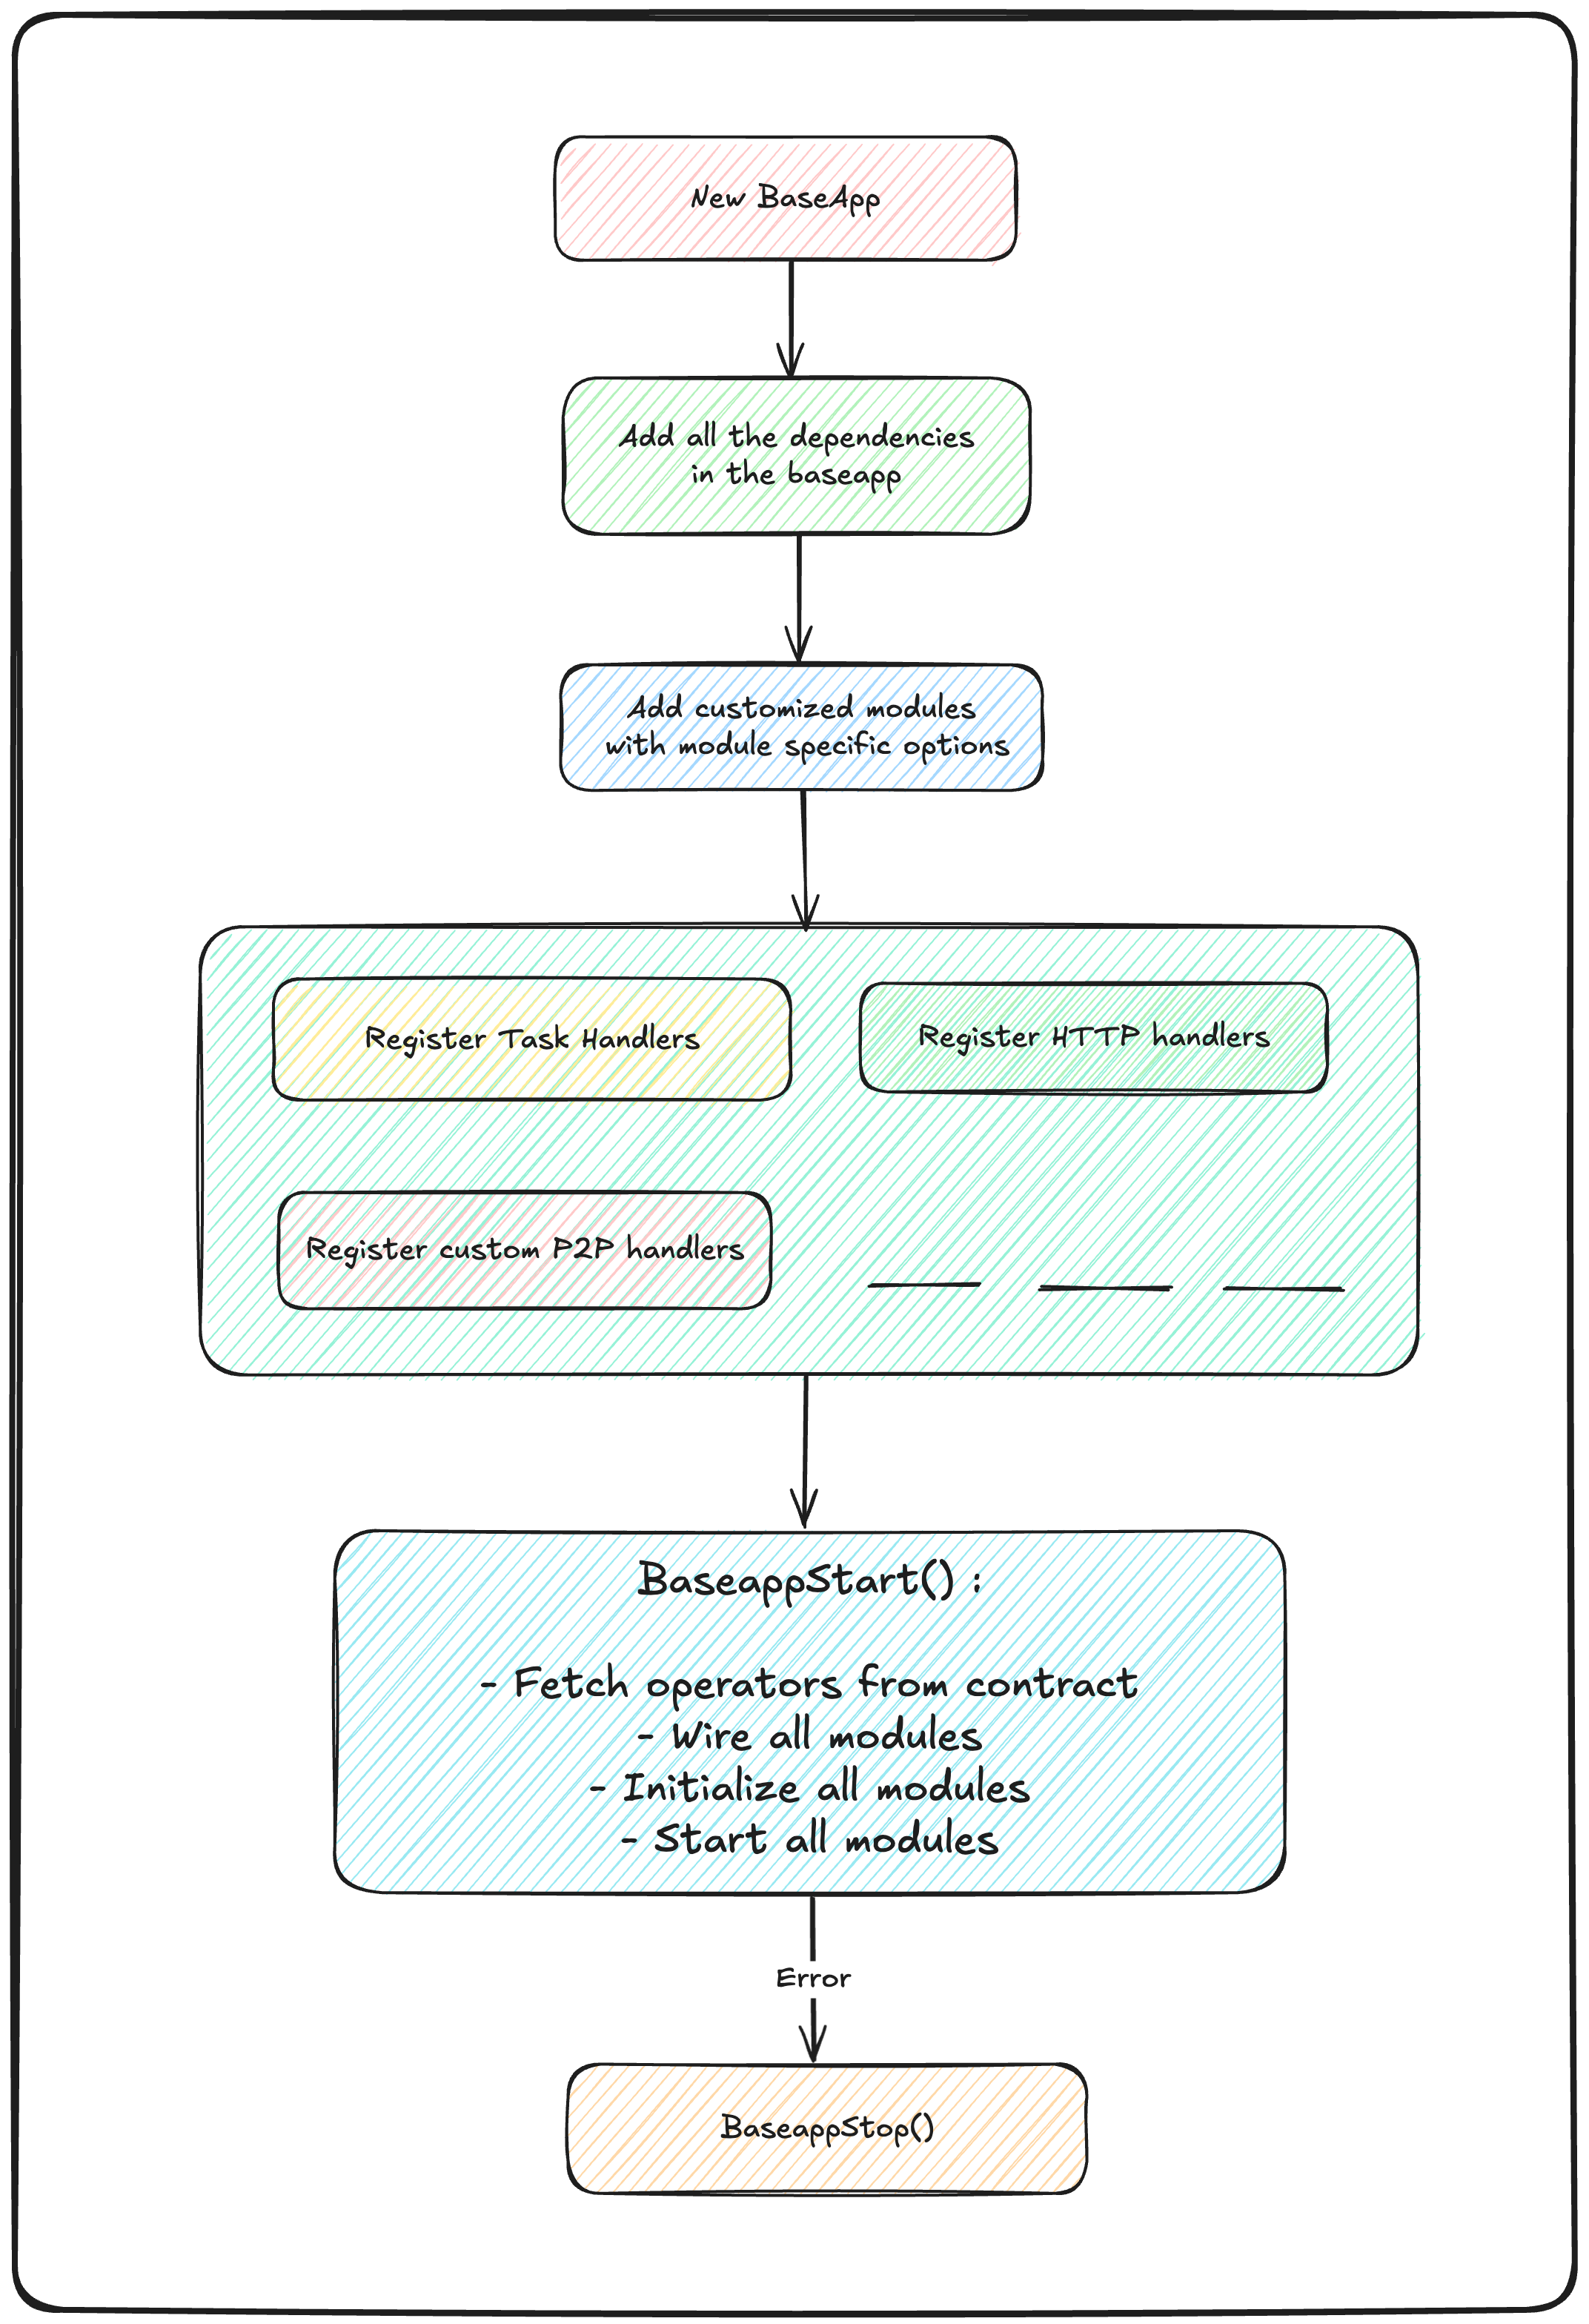 New BaseApp
Add all the dependencies
in the baseapp
Add customized modules
with module specific options
Register Task Handlers
Register HTTP handlers
Register custom P2P handlers
BaseappStart() :
- Fetch operators from contract
- Wire all modules
- Initialize all modules
- Start all modules
Error
BaseappStop()